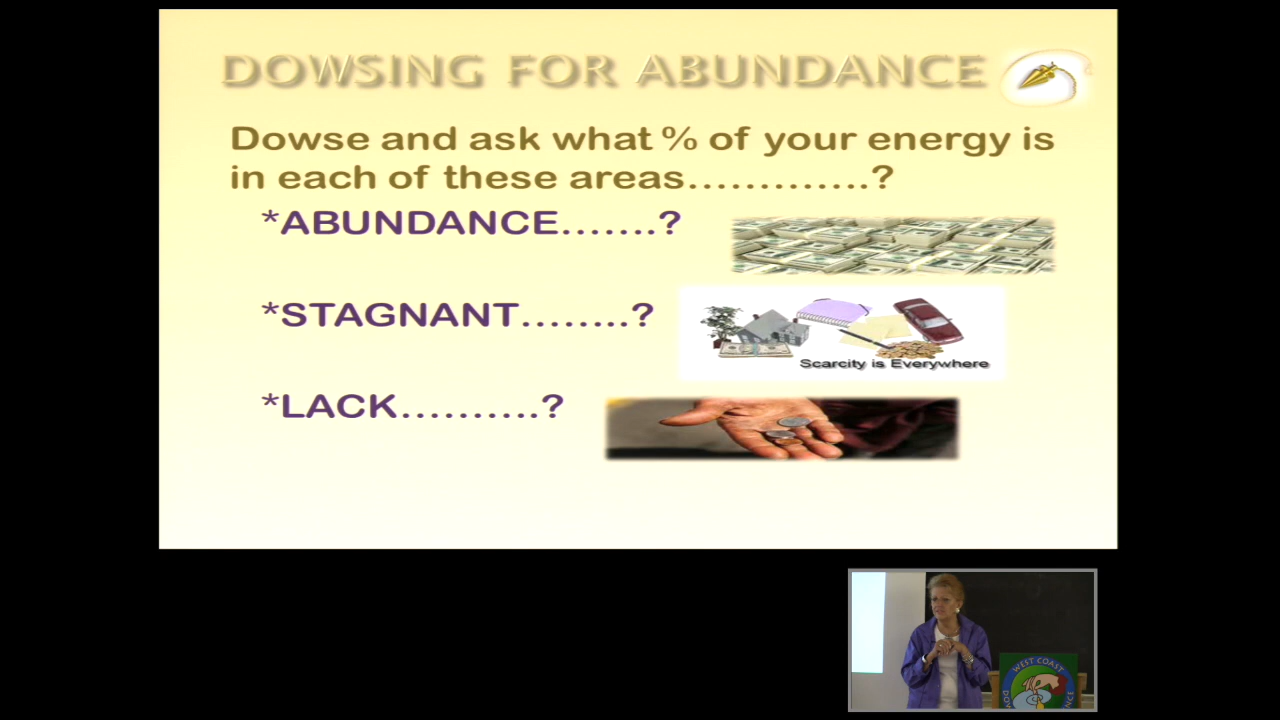 DOWSING FOR ABUNDANCE
Dowse and ask what % of your energy is
in each of these areas.............?
*ABUNDANCE.......?
*STAGNANT........?
Scarcity is Everywhere
*LACK..........?
WEST COAST